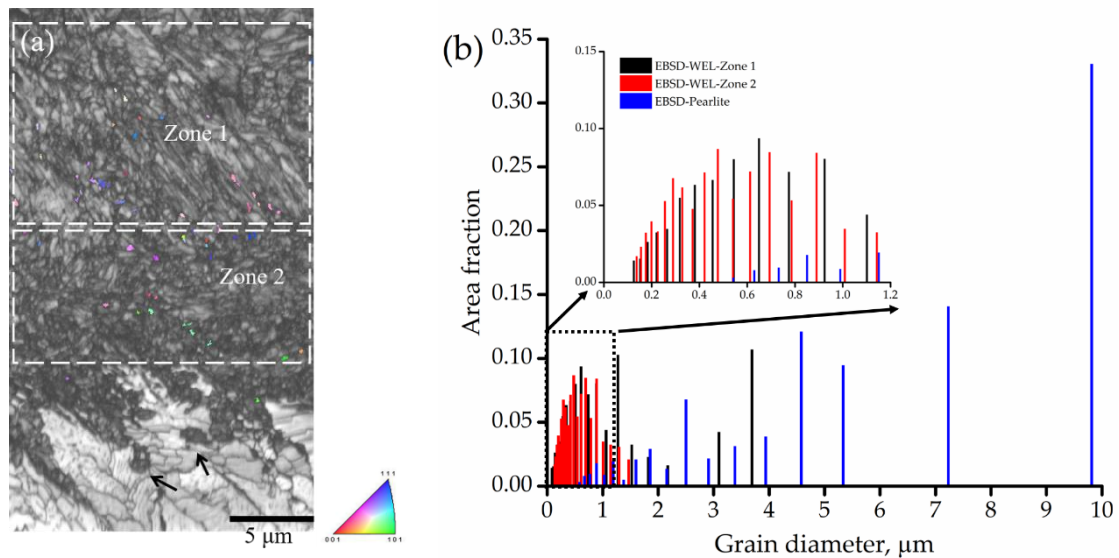 (a)
Zone 1
Zone 2
5 μm
111
001
101
(b)
0.35
0.30
0.25
0.20
0.15
0.10
0.05
0.00
Area fraction
0 1 2 3 4 5 6 7 8 9 10
Grain diameter, μm
0.15
0.10
0.05
0.00
0.0 0.2 0.4 0.6 0.8 1.0 1.2
EBSD-WEL-Zone 1
EBSD-WEL-Zone 2
EBSD-Pearlite